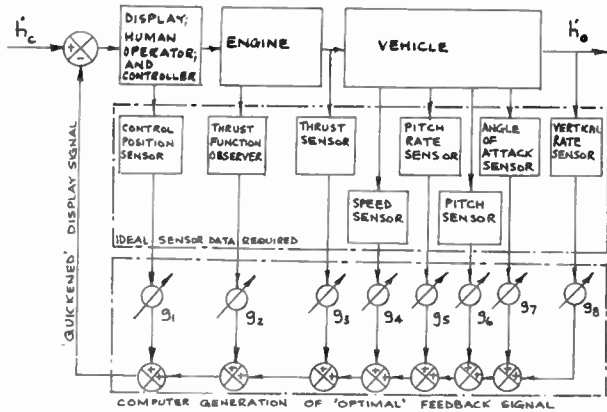 ḣc
+
-
DISPLAY;
HUMAN
OPERATOR;
AND
CONTROLLER
ENGINE
VEHICLE
ḣo
CONTROL
POSITION
SENSOR
THRUST
FUNCTION
OBSERVER
THRUST
SENSOR
PITCH
RATE
SENSOR
ANGLE
OF
ATTACK
SENSOR
VERTICAL
RATE
SENSOR
SPEED
SENSOR
PITCH
SENSOR
IDEAL SENSOR DATA REQUIRED
'QUICKENED' DISPLAY SIGNAL
g1
g2
g3
g4
g5
g6
g7
g8
+ +
+ +
+ +
+ +
+ +
+ +
+ +
COMPUTER GENERATION OF 'OPTIMAL' FEEDBACK SIGNAL